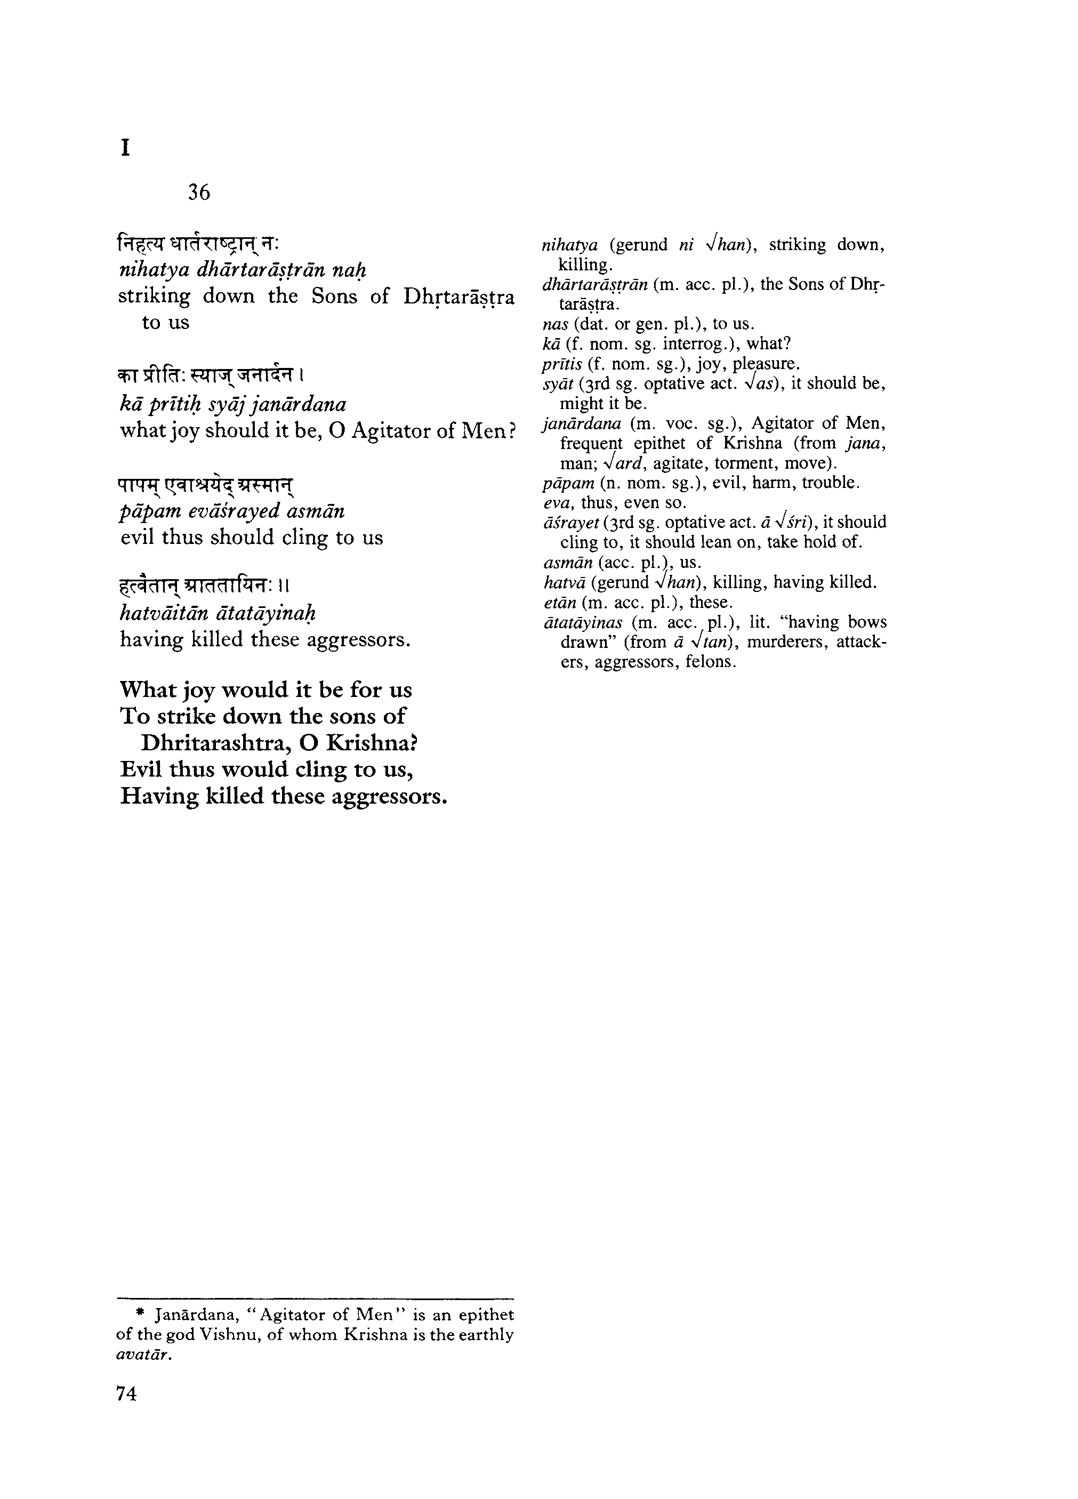 I
36
निहत्य धार्तराष्ट्रान् नः
nihatya dhārtarāṣṭrān naḥ
striking down the Sons of Dhṛtarāṣṭra
to us
का प्रीतिः स्याज् जनार्दन ।
kā prītiḥ syāj janārdana
what joy should it be, O Agitator of Men?
पापम् एवाश्रयेद् अस्मान्
pāpam evāśrayed asmān
evil thus should cling to us
हत्वैतान् आततायिनः ॥
hatvāitān ātatāyinaḥ
having killed these aggressors.
What joy would it be for us
To strike down the sons of
Dhritarashtra, O Krishna?
Evil thus would cling to us,
Having killed these aggressors.
nihatya (gerund ni √han), striking down,
killing.
dhārtarāṣṭrān (m. acc. pl.), the Sons of Dhṛ-
tarāṣṭra.
nas (dat. or gen. pl.), to us.
kā (f. nom. sg. interrog.), what?
prītis (f. nom. sg.), joy, pleasure.
syāt (3rd sg. optative act. √as), it should be,
might it be.
janārdana (m. voc. sg.), Agitator of Men,
frequent epithet of Krishna (from jana,
man; √ard, agitate, torment, move).
pāpam (n. nom. sg.), evil, harm, trouble.
eva, thus, even so.
āśrayet (3rd sg. optative act. ā √śri), it should
cling to, it should lean on, take hold of.
asmān (acc. pl.), us.
hatvā (gerund √han), killing, having killed.
etān (m. acc. pl.), these.
ātatāyinas (m. acc. pl.), lit. “having bows
drawn” (from ā √tan), murderers, attack-
ers, aggressors, felons.
* Janārdana, “Agitator of Men” is an epithet
of the god Vishnu, of whom Krishna is the earthly
avatār.
74